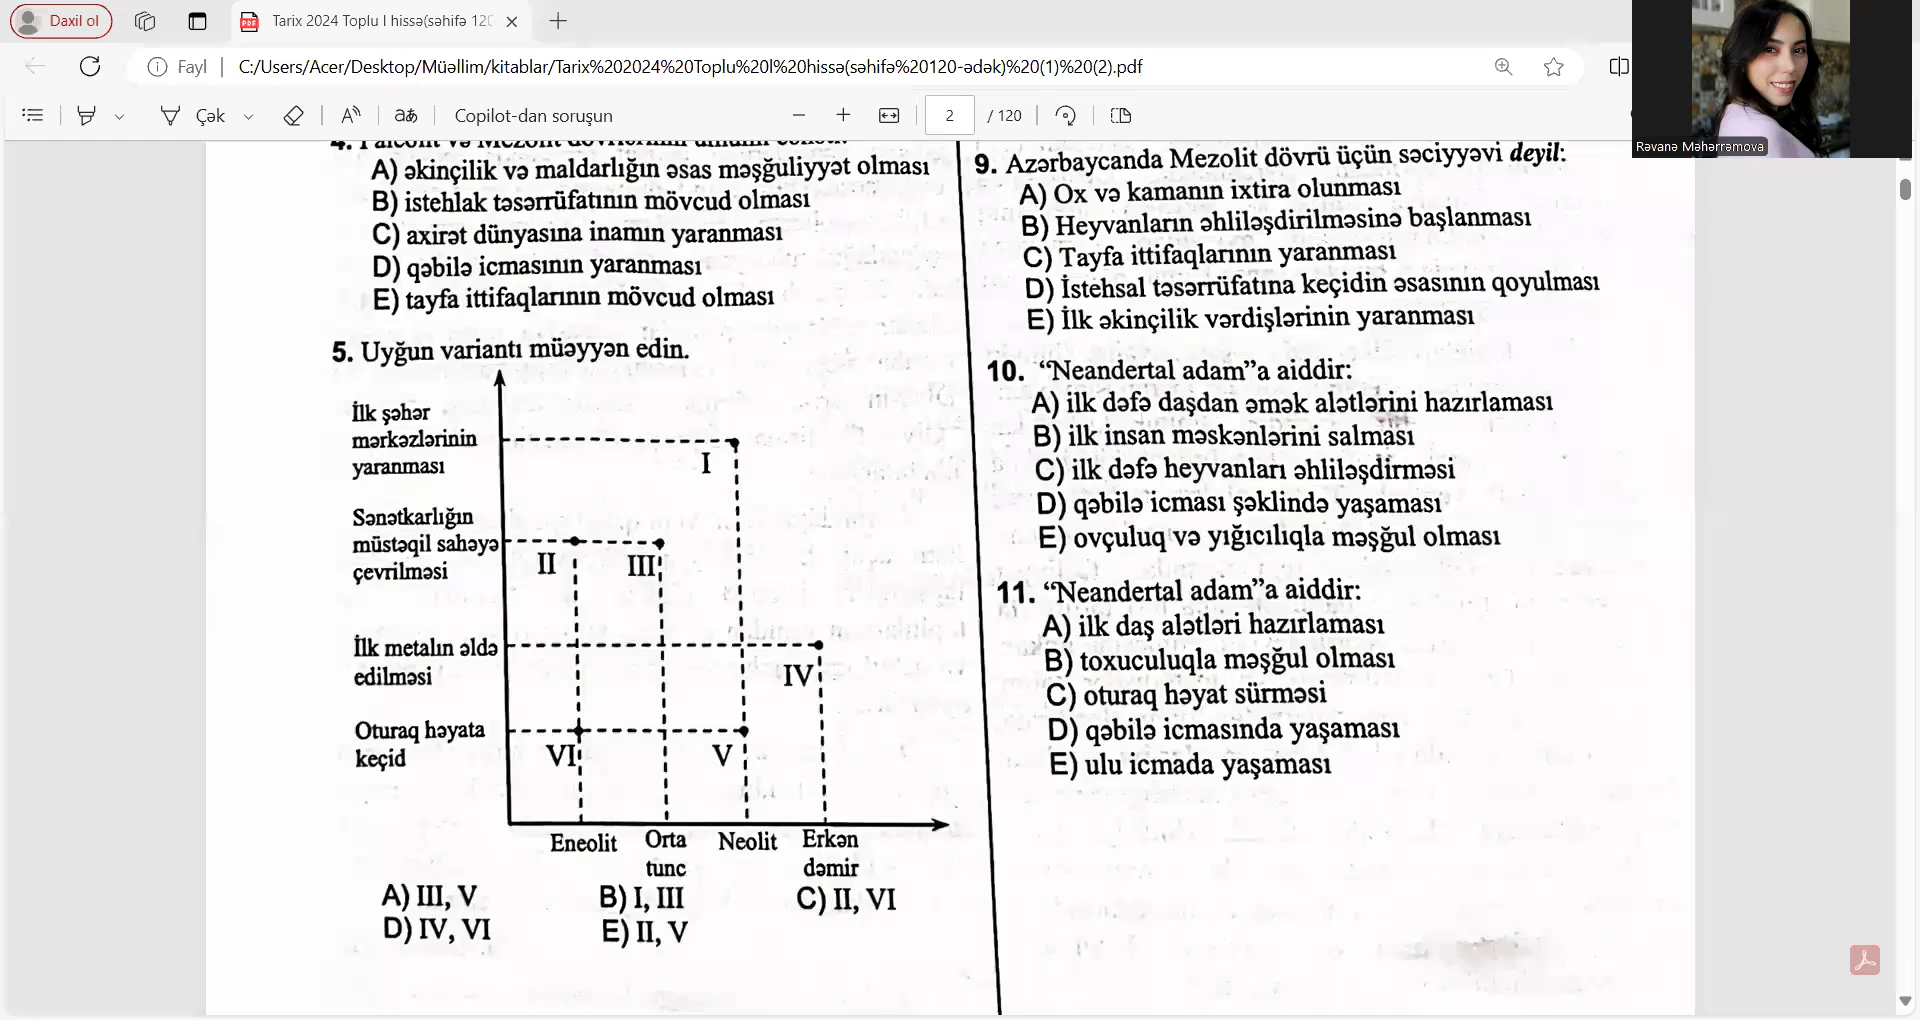 Daxil ol
Tarix 2024 Toplu I hissə(səhifə 120
Fayl
C:/Users/Acer/Desktop/Müəllim/kitablar/Tarix%202024%20Toplu%20I%20hissə(səhifə%20120-ədək)%20(1)%20(2).pdf
Çək
Copilot-dan soruşun
2 / 120
Rəvanə Məhərrəmova
A) əkinçilik və maldarlığın əsas məşğuliyyət olması
B) istehlak təsərrüfatının mövcud olması
C) axirət dünyasına inamın yaranması
D) qəbilə icmasının yaranması
E) tayfa ittifaqlarının mövcud olması
5. Uyğun variantı müəyyən edin.
İlk şəhər
mərkəzlərinin
yaranması
I
Sənətkarlığın
müstəqil sahəyə
çevrilməsi
II
III
İlk metalın əldə
edilməsi
IV
Oturaq həyata
keçid
VI
V
Eneolit
Orta
tunc
Neolit
Erkən
dəmir
A) III, V
B) I, III
C) II, VI
D) IV, VI
E) II, V
9. Azərbaycanda Mezolit dövrü üçün səciyyəvi deyil:
A) Ox və kamanın ixtira olunması
B) Heyvanların əhliləşdirilməsinə başlanması
C) Tayfa ittifaqlarının yaranması
D) İstehsal təsərrüfatına keçidin əsasının qoyulması
E) İlk əkinçilik vərdişlərinin yaranması
10. “Neandertal adam”a aiddir:
A) ilk dəfə daşdan əmək alətlərini hazırlaması
B) ilk insan məskənlərini salması
C) ilk dəfə heyvanları əhliləşdirməsi
D) qəbilə icması şəklində yaşaması
E) ovçuluq və yığıcılıqla məşğul olması
11. “Neandertal adam”a aiddir:
A) ilk daş alətləri hazırlaması
B) toxuculuqla məşğul olması
C) oturaq həyat sürməsi
D) qəbilə icmasında yaşaması
E) ulu icmada yaşaması